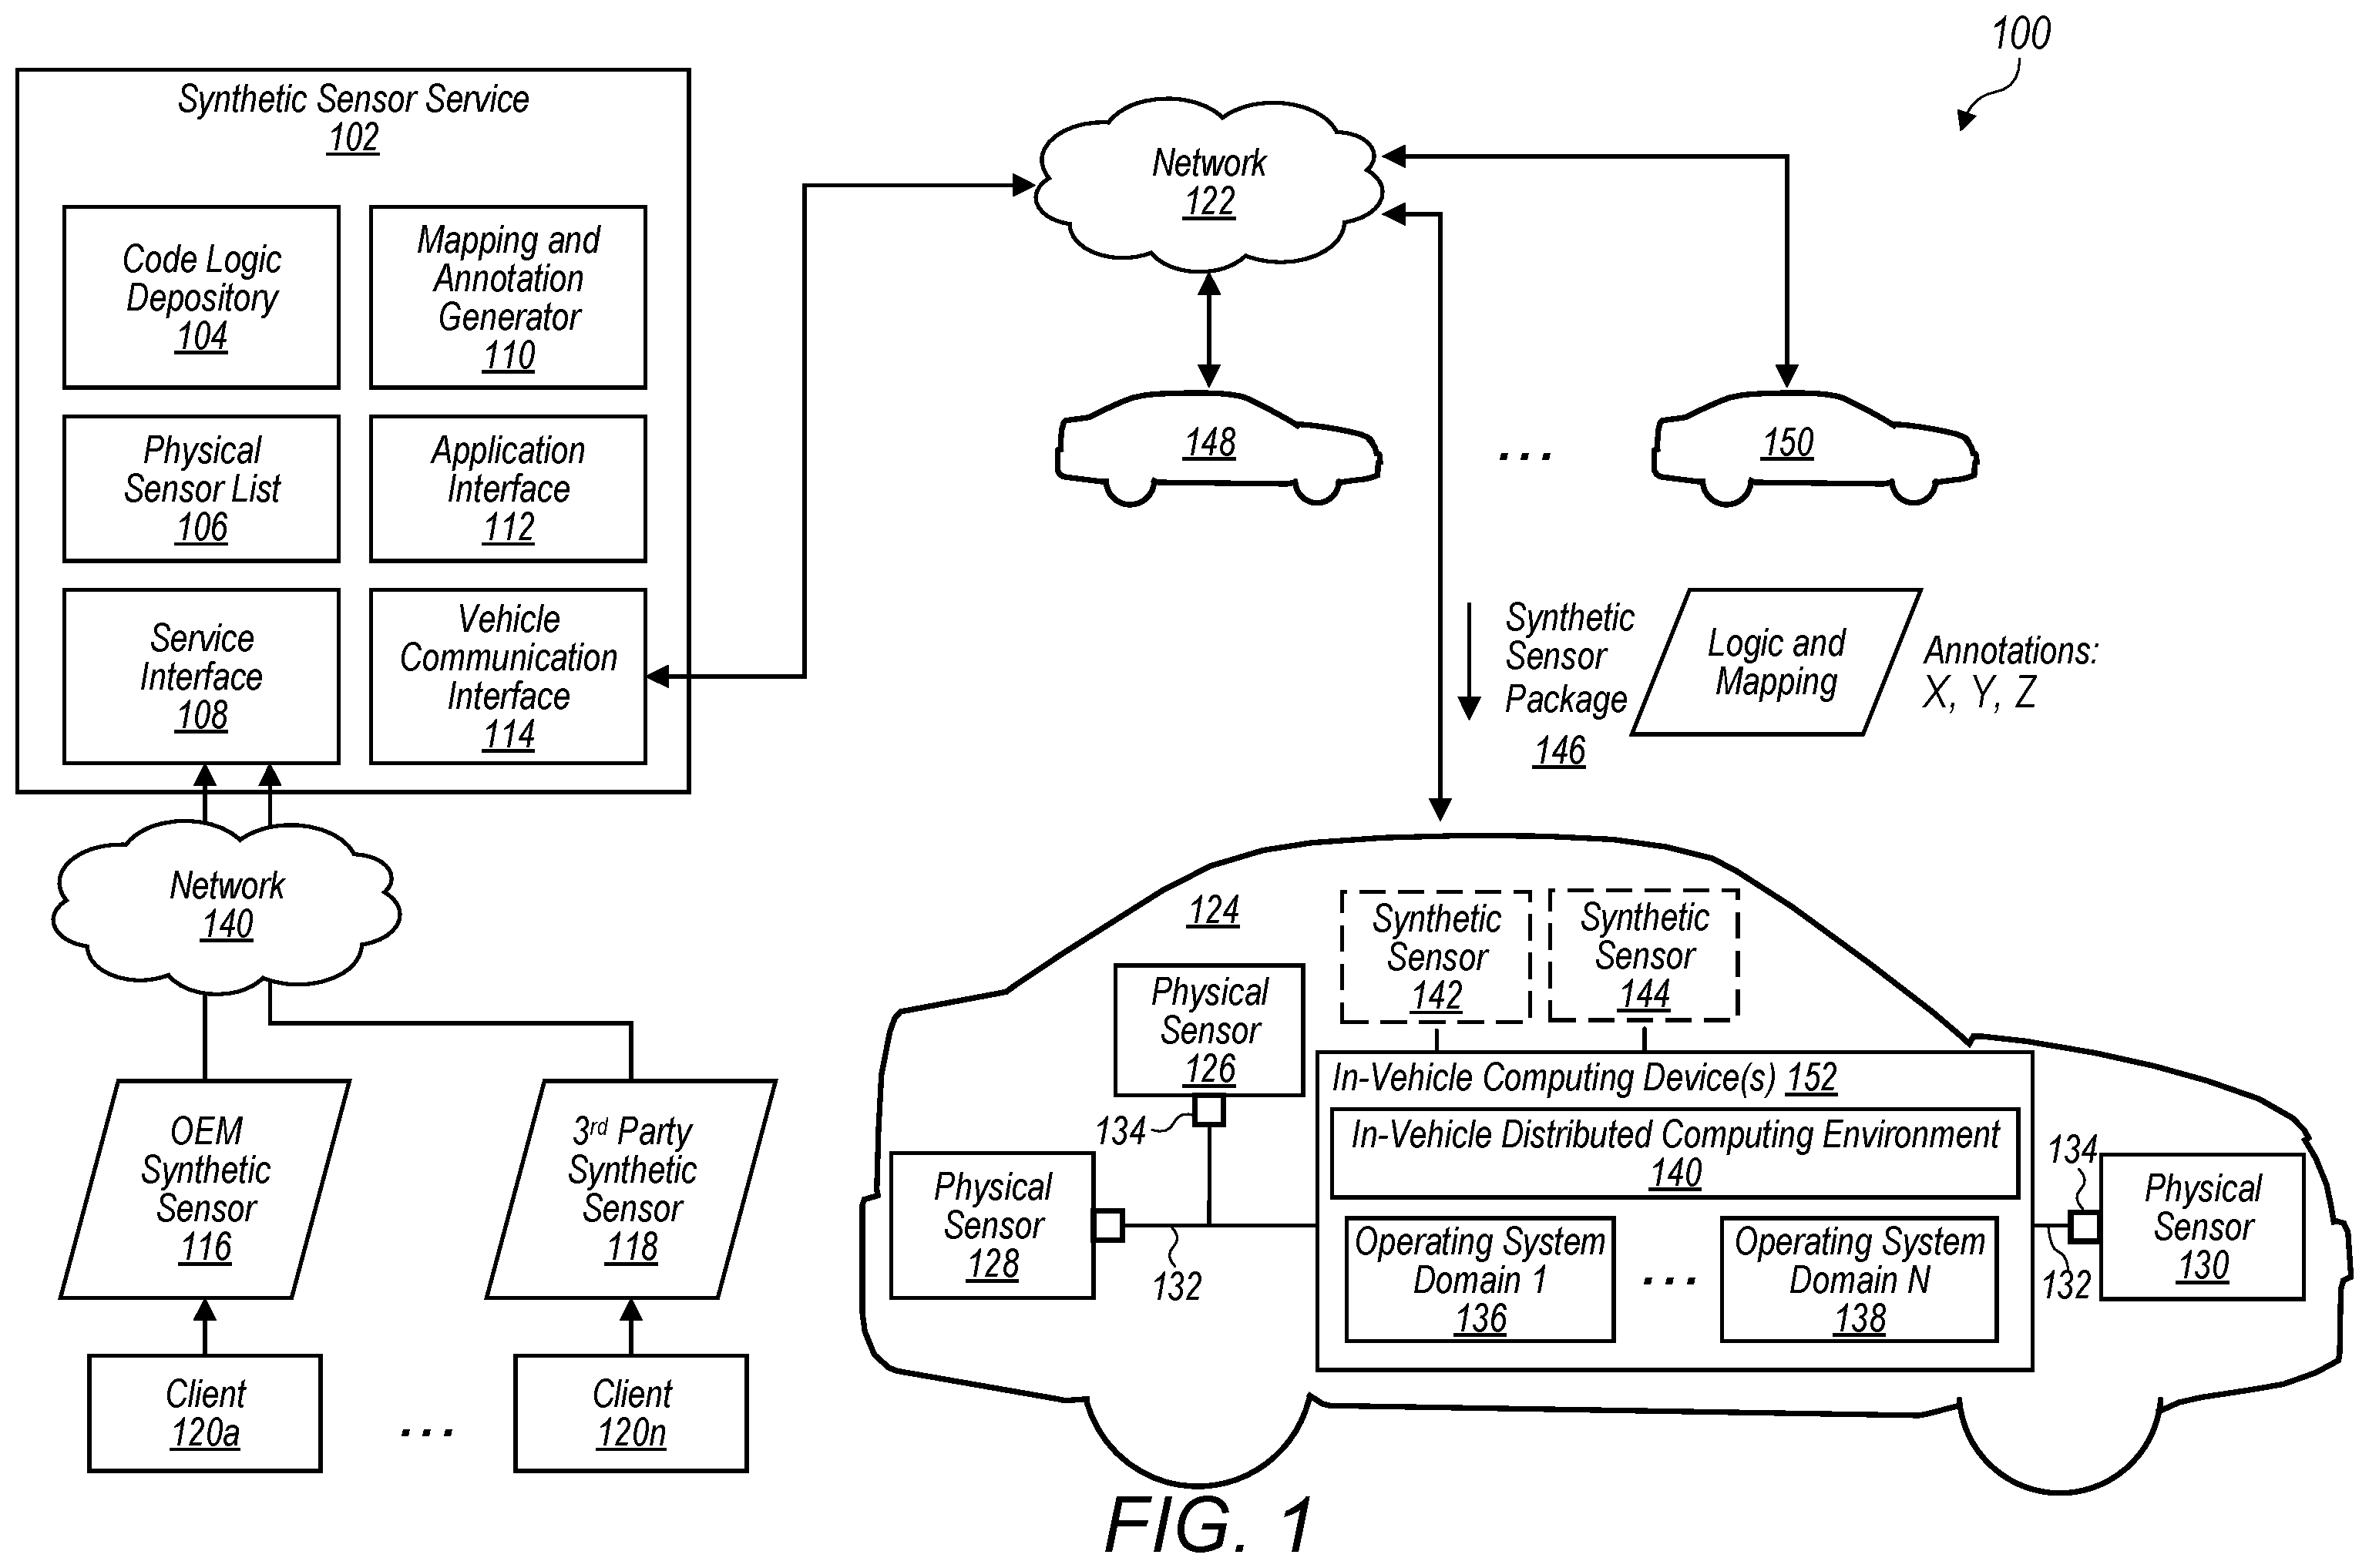 100
Synthetic Sensor Service
102
Code Logic
Depository
104
Mapping and
Annotation
Generator
110
Physical
Sensor List
106
Application
Interface
112
Service
Interface
108
Vehicle
Communication
Interface
114
Network
122
148
...
150
Synthetic
Sensor
Package
146
Logic and
Mapping
Annotations:
X, Y, Z
Network
140
OEM
Synthetic
Sensor
116
3rd Party
Synthetic
Sensor
118
Client
120a
...
Client
120n
124
Synthetic
Sensor
142
Synthetic
Sensor
144
Physical
Sensor
126
134
Physical
Sensor
128
132
In-Vehicle Computing Device(s) 152
In-Vehicle Distributed Computing Environment
140
Operating System
Domain 1
136
...
Operating System
Domain N
138
134
132
Physical
Sensor
130
FIG. 1